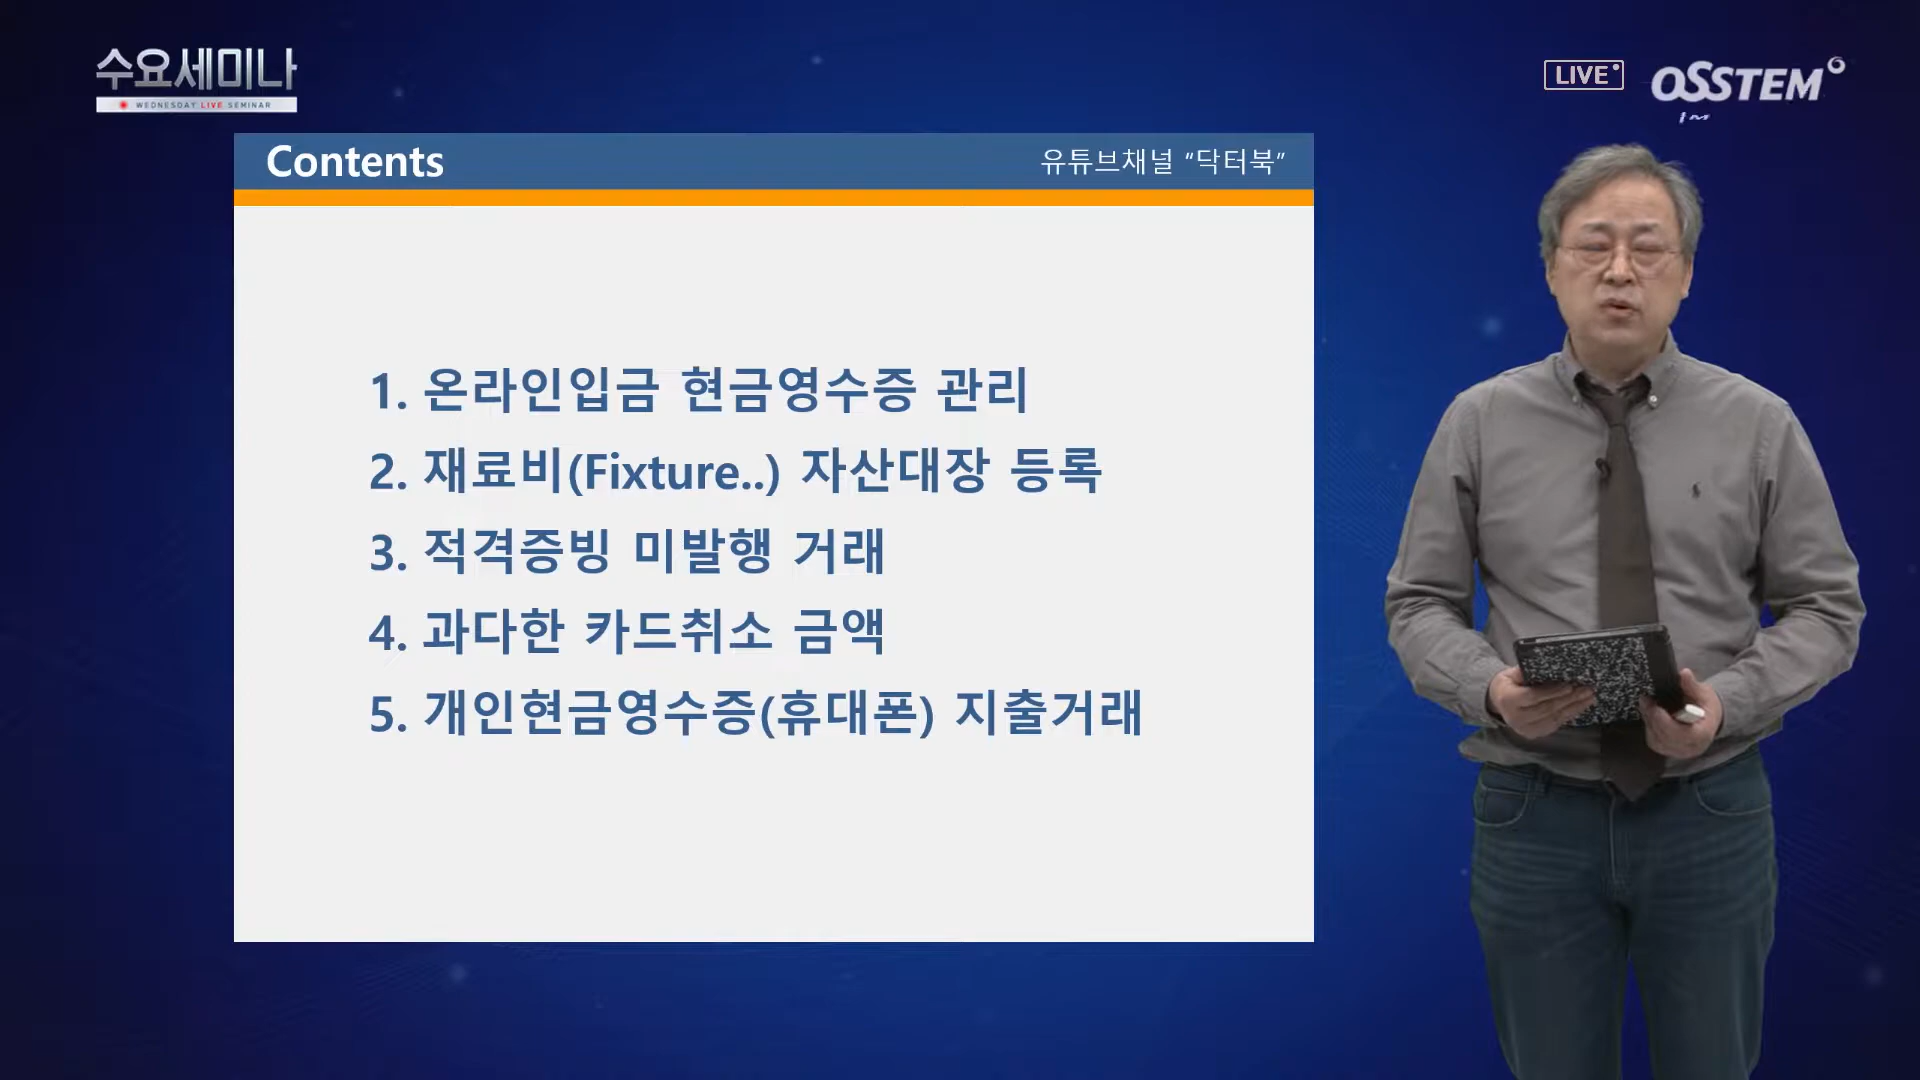 수요세미나
WEDNESDAY LIVE SEMINAR
LIVE
OSSTEM
Contents
유튜브채널 “닥터북”
1. 온라인입금 현금영수증 관리
2. 재료비(Fixture..) 자산대장 등록
3. 적격증빙 미발행 거래
4. 과다한 카드취소 금액
5. 개인현금영수증(휴대폰) 지출거래